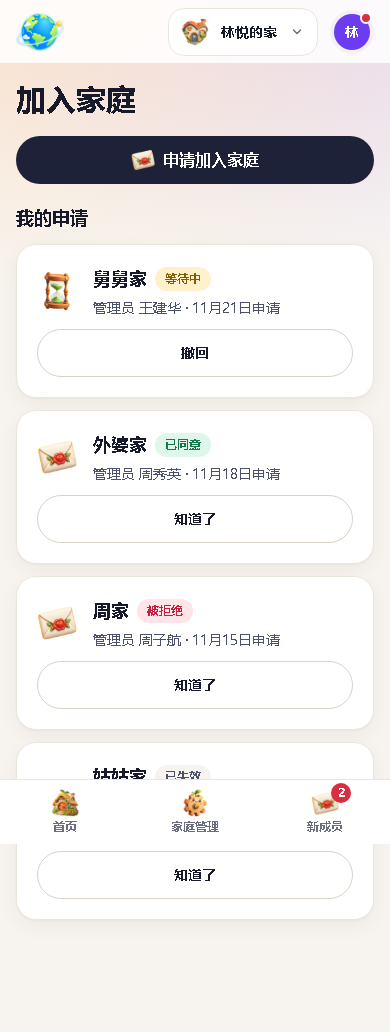 林悦的家
林
加入家庭
申请加入家庭
我的申请
舅舅家 等待中
管理员 王建华 · 11月21日申请
撤回
外婆家 已同意
管理员 周秀英 · 11月18日申请
知道了
周家 被拒绝
管理员 周子航 · 11月15日申请
知道了
姑姑家 已失效
2
首页 家庭管理 新成员
知道了